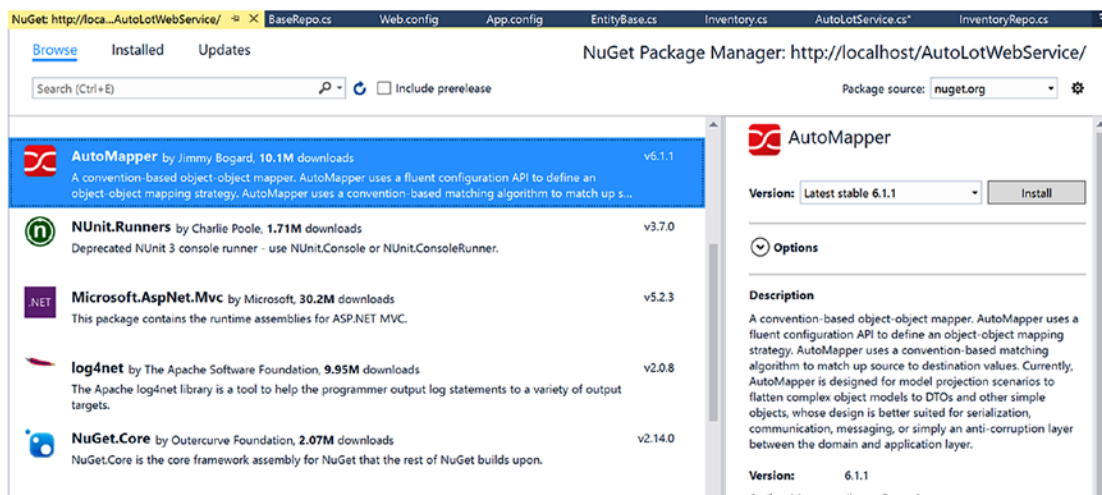 NuGet: http://loca...AutoLotWebService/ BaseRepo.cs Web.config App.config EntityBase.cs Inventory.cs AutoLotService.cs* InventoryRepo.cs
Browse Installed Updates
NuGet Package Manager: http://localhost/AutoLotWebService/
Search (Ctrl+E) Include prerelease
Package source: nuget.org
AutoMapper by Jimmy Bogard, 10.1M downloads v6.1.1
A convention-based object-object mapper. AutoMapper uses a fluent configuration API to define an
object-object mapping strategy. AutoMapper uses a convention-based matching algorithm to match up s...
NUnit.Runners by Charlie Poole, 1.71M downloads v3.7.0
Deprecated NUnit 3 console runner - use NUnit.Console or NUnit.ConsoleRunner.
.NET
Microsoft.AspNet.Mvc by Microsoft, 30.2M downloads v5.2.3
This package contains the runtime assemblies for ASP.NET MVC.
log4net by The Apache Software Foundation, 9.95M downloads v2.0.8
The Apache log4net library is a tool to help the programmer output log statements to a variety of output
targets.
NuGet.Core by Outercurve Foundation, 2.07M downloads v2.14.0
NuGet.Core is the core framework assembly for NuGet that the rest of NuGet builds upon.
AutoMapper
Version: Latest stable 6.1.1 Install
Options
Description
A convention-based object-object mapper. AutoMapper uses a
fluent configuration API to define an object-object mapping
strategy. AutoMapper uses a convention-based matching
algorithm to match up source to destination values. Currently,
AutoMapper is designed for model projection scenarios to
flatten complex object models to DTOs and other simple
objects, whose design is better suited for serialization,
communication, messaging, or simply an anti-corruption layer
between the domain and application layer.
Version: 6.1.1